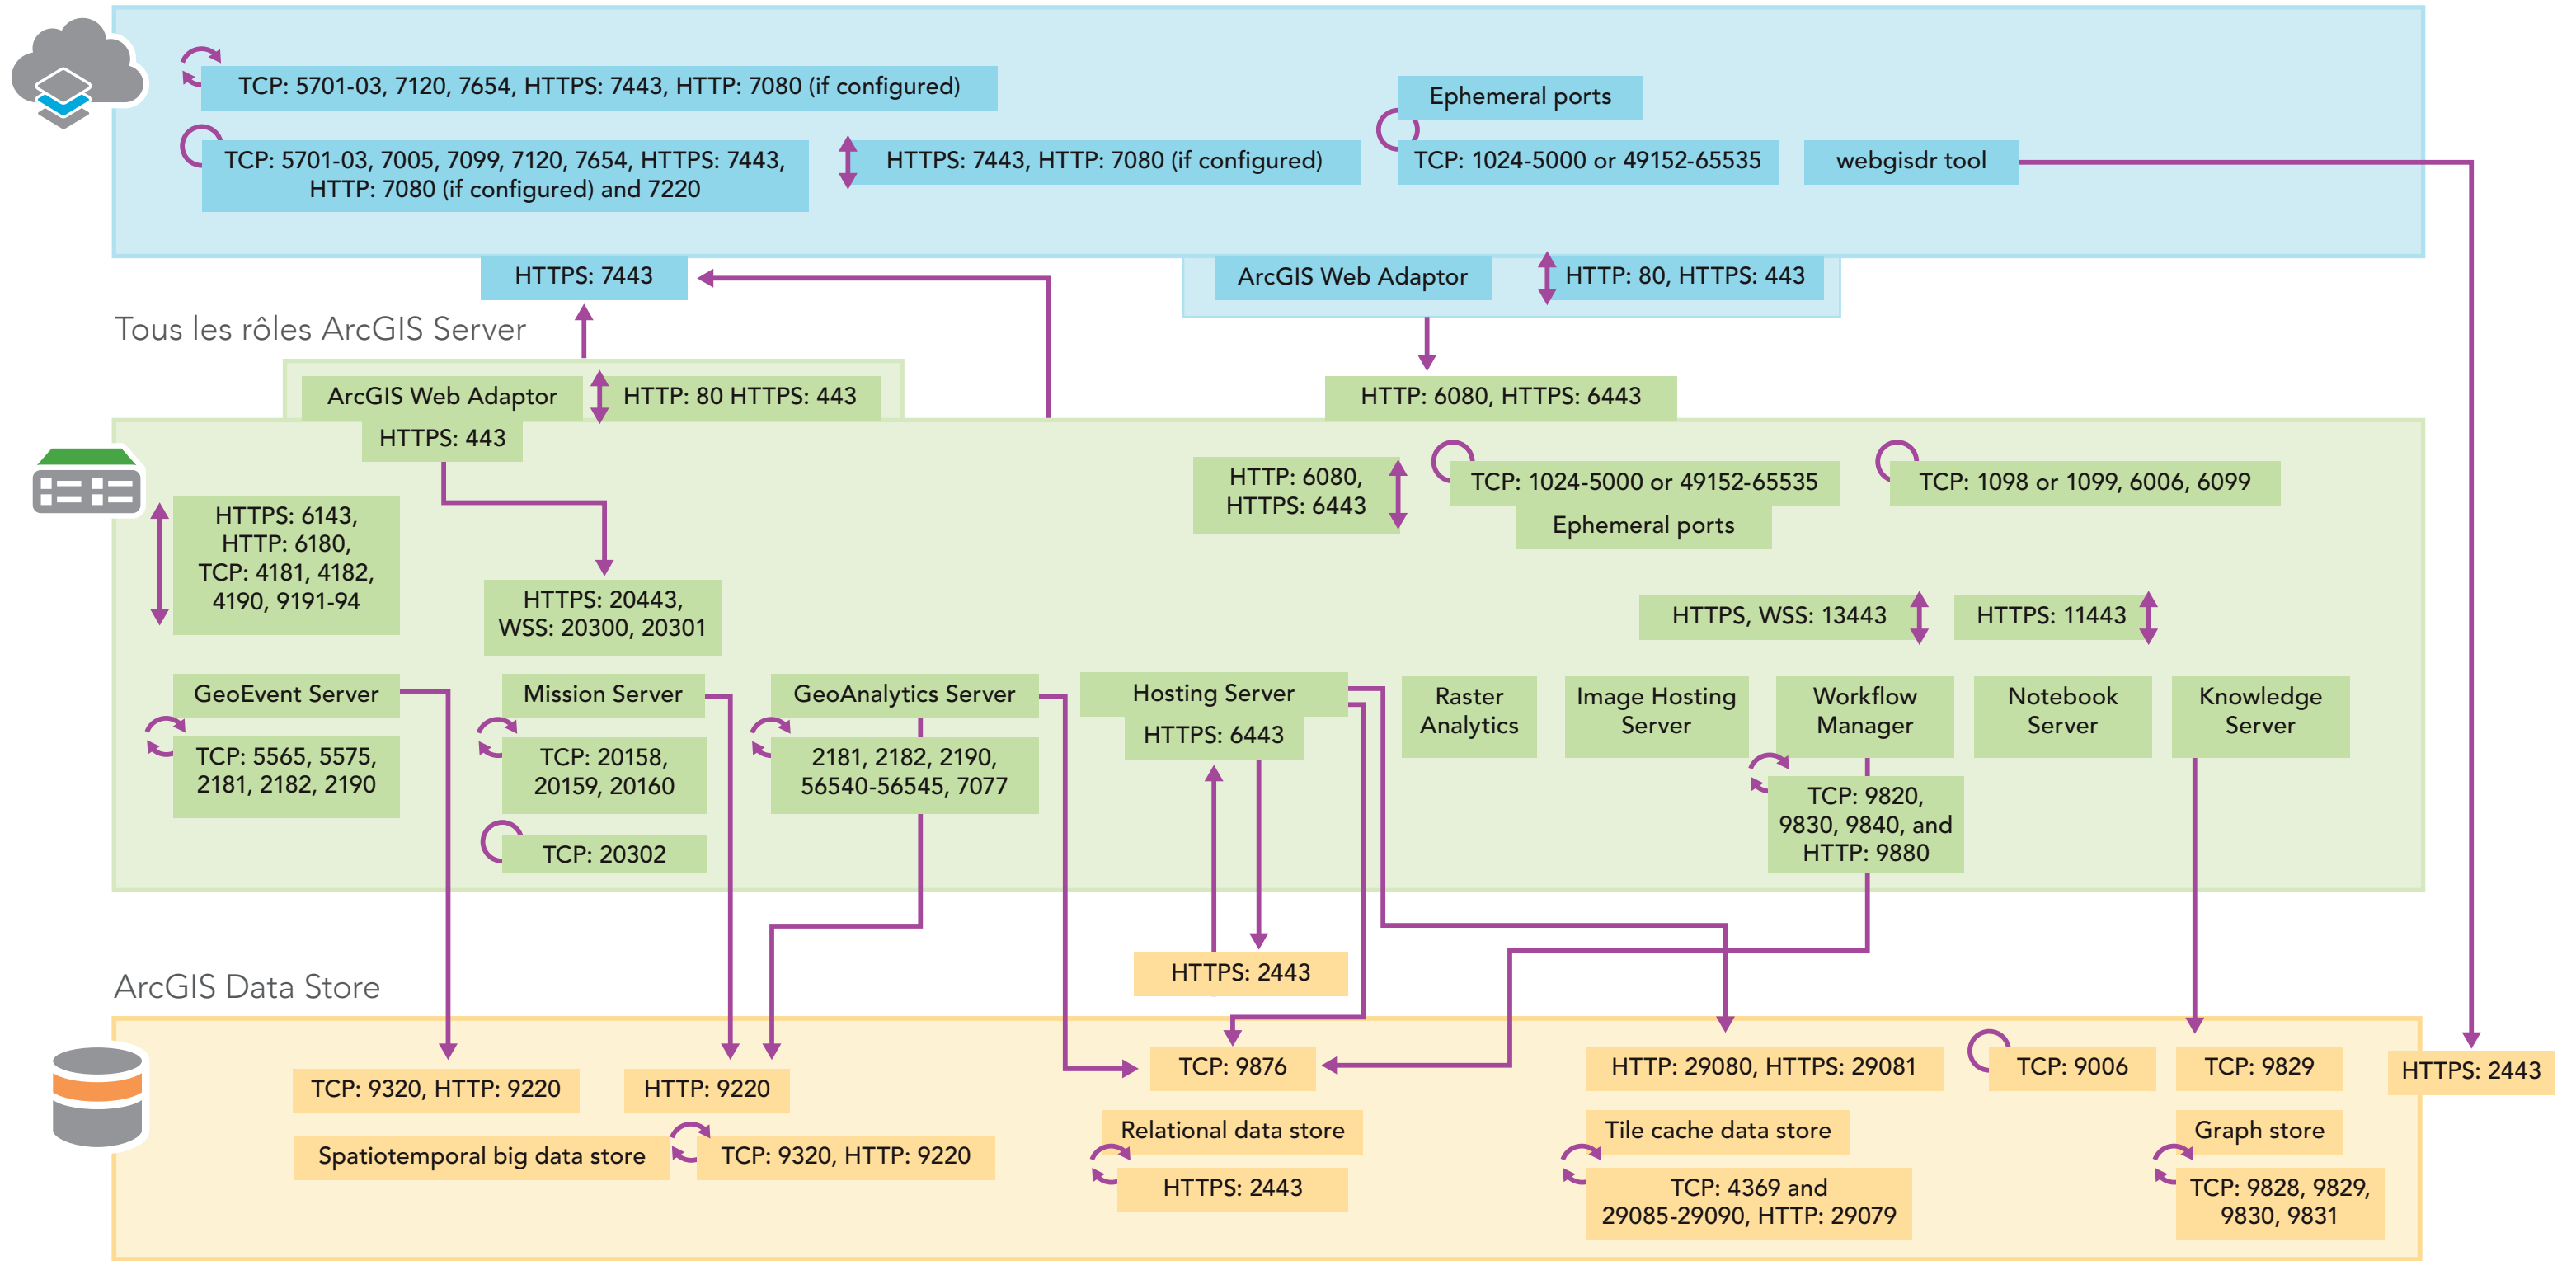 TCP: 5701-03, 7120, 7654, HTTPS: 7443, HTTP: 7080 (if configured)
Ephemeral ports
TCP: 5701-03, 7005, 7099, 7120, 7654, HTTPS: 7443,
HTTP: 7080 (if configured) and 7220
HTTPS: 7443, HTTP: 7080 (if configured)
TCP: 1024-5000 or 49152-65535
webgisdr tool
HTTPS: 7443
ArcGIS Web Adaptor
HTTP: 80, HTTPS: 443
Tous les rôles ArcGIS Server
ArcGIS Web Adaptor
HTTP: 80 HTTPS: 443
HTTP: 6080, HTTPS: 6443
HTTPS: 443
HTTP: 6080,
HTTPS: 6443
TCP: 1024-5000 or 49152-65535
Ephemeral ports
TCP: 1098 or 1099, 6006, 6099
HTTPS: 6143,
HTTP: 6180,
TCP: 4181, 4182,
4190, 9191-94
HTTPS: 20443,
WSS: 20300, 20301
HTTPS, WSS: 13443
HTTPS: 11443
GeoEvent Server
Mission Server
GeoAnalytics Server
Hosting Server
HTTPS: 6443
Raster
Analytics
Image Hosting
Server
Workflow
Manager
Notebook
Server
Knowledge
Server
TCP: 5565, 5575,
2181, 2182, 2190
TCP: 20158,
20159, 20160
2181, 2182, 2190,
56540-56545, 7077
TCP: 9820,
9830, 9840, and
HTTP: 9880
TCP: 20302
HTTPS: 2443
ArcGIS Data Store
TCP: 9320, HTTP: 9220
HTTP: 9220
TCP: 9876
HTTP: 29080, HTTPS: 29081
TCP: 9006
TCP: 9829
HTTPS: 2443
Spatiotemporal big data store
TCP: 9320, HTTP: 9220
Relational data store
HTTPS: 2443
Tile cache data store
TCP: 4369 and
29085-29090, HTTP: 29079
Graph store
TCP: 9828, 9829,
9830, 9831